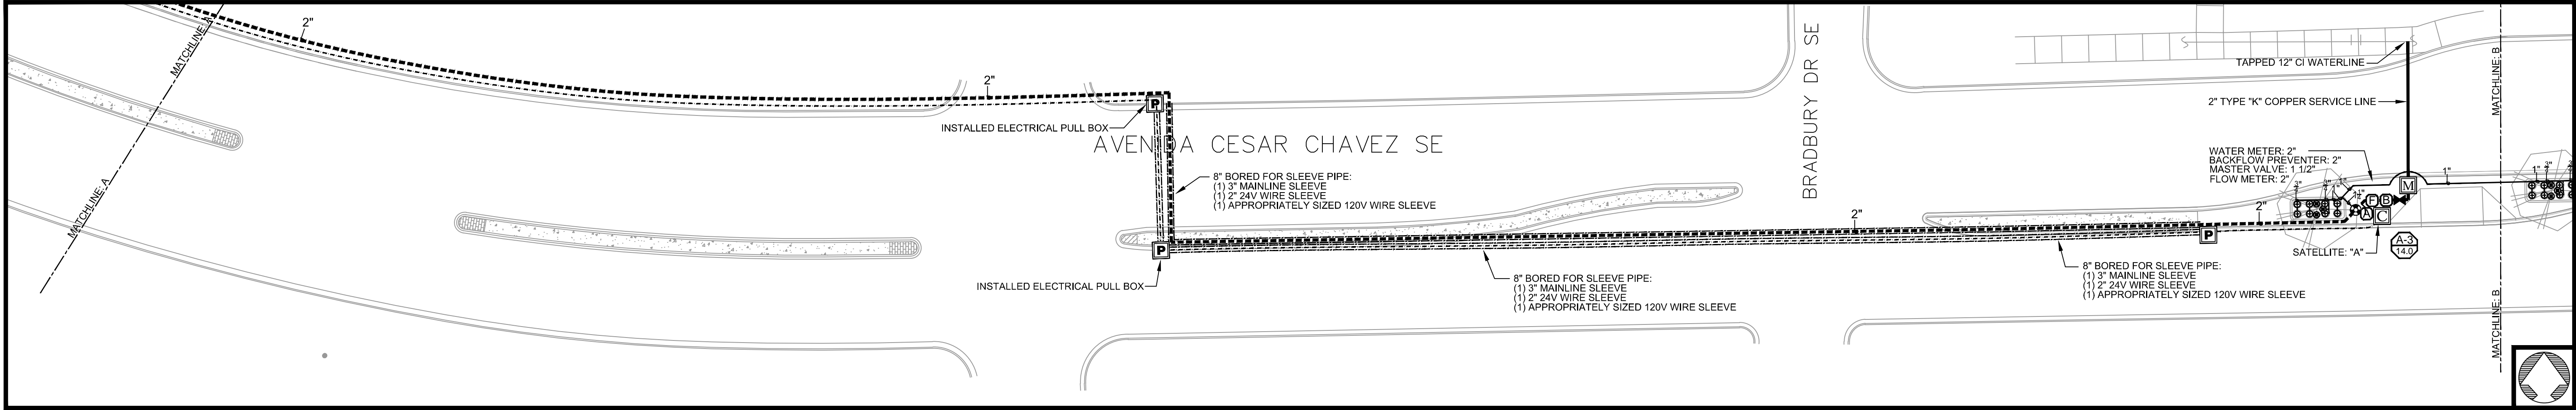 MATCHLINE: A
MATCHLINE: A
2"
2"
INSTALLED ELECTRICAL PULL BOX
P
AVENIDA CESAR CHAVEZ SE
8" BORED FOR SLEEVE PIPE:
(1) 3" MAINLINE SLEEVE
(1) 2" 24V WIRE SLEEVE
(1) APPROPRIATELY SIZED 120V WIRE SLEEVE
P
INSTALLED ELECTRICAL PULL BOX
8" BORED FOR SLEEVE PIPE:
(1) 3" MAINLINE SLEEVE
(1) 2" 24V WIRE SLEEVE
(1) APPROPRIATELY SIZED 120V WIRE SLEEVE
BRADBURY DR SE
2"
8" BORED FOR SLEEVE PIPE:
(1) 3" MAINLINE SLEEVE
(1) 2" 24V WIRE SLEEVE
(1) APPROPRIATELY SIZED 120V WIRE SLEEVE
P
2"
TAPPED 12" CI WATERLINE
2" TYPE "K" COPPER SERVICE LINE
WATER METER: 2"
BACKFLOW PREVENTER: 2"
MASTER VALVE: 1 1/2"
FLOW METER: 2"
M
F
B
A
C
SATELLITE: "A"
A-3
14.0
1"
1"
MATCHLINE: B
MATCHLINE: B